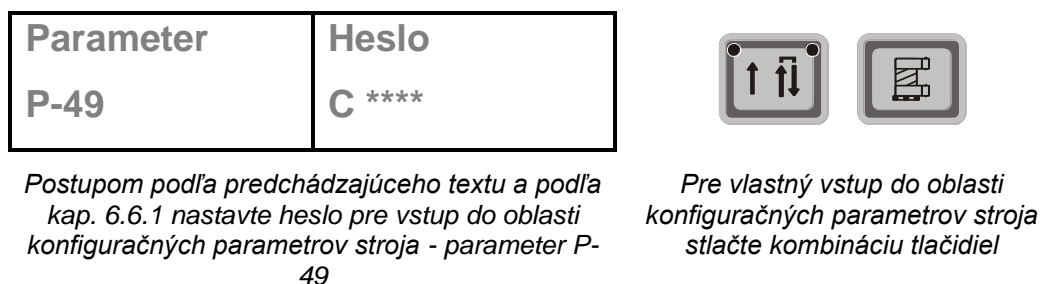 Parameter
Heslo
P-49
C ****
Postupom podľa predchádzajúceho textu a podľa
kap. 6.6.1 nastavte heslo pre vstup do oblasti
konfiguračných parametrov stroja - parameter P-
49
Pre vlastný vstup do oblasti
konfiguračných parametrov stroja
stlačte kombináciu tlačidiel